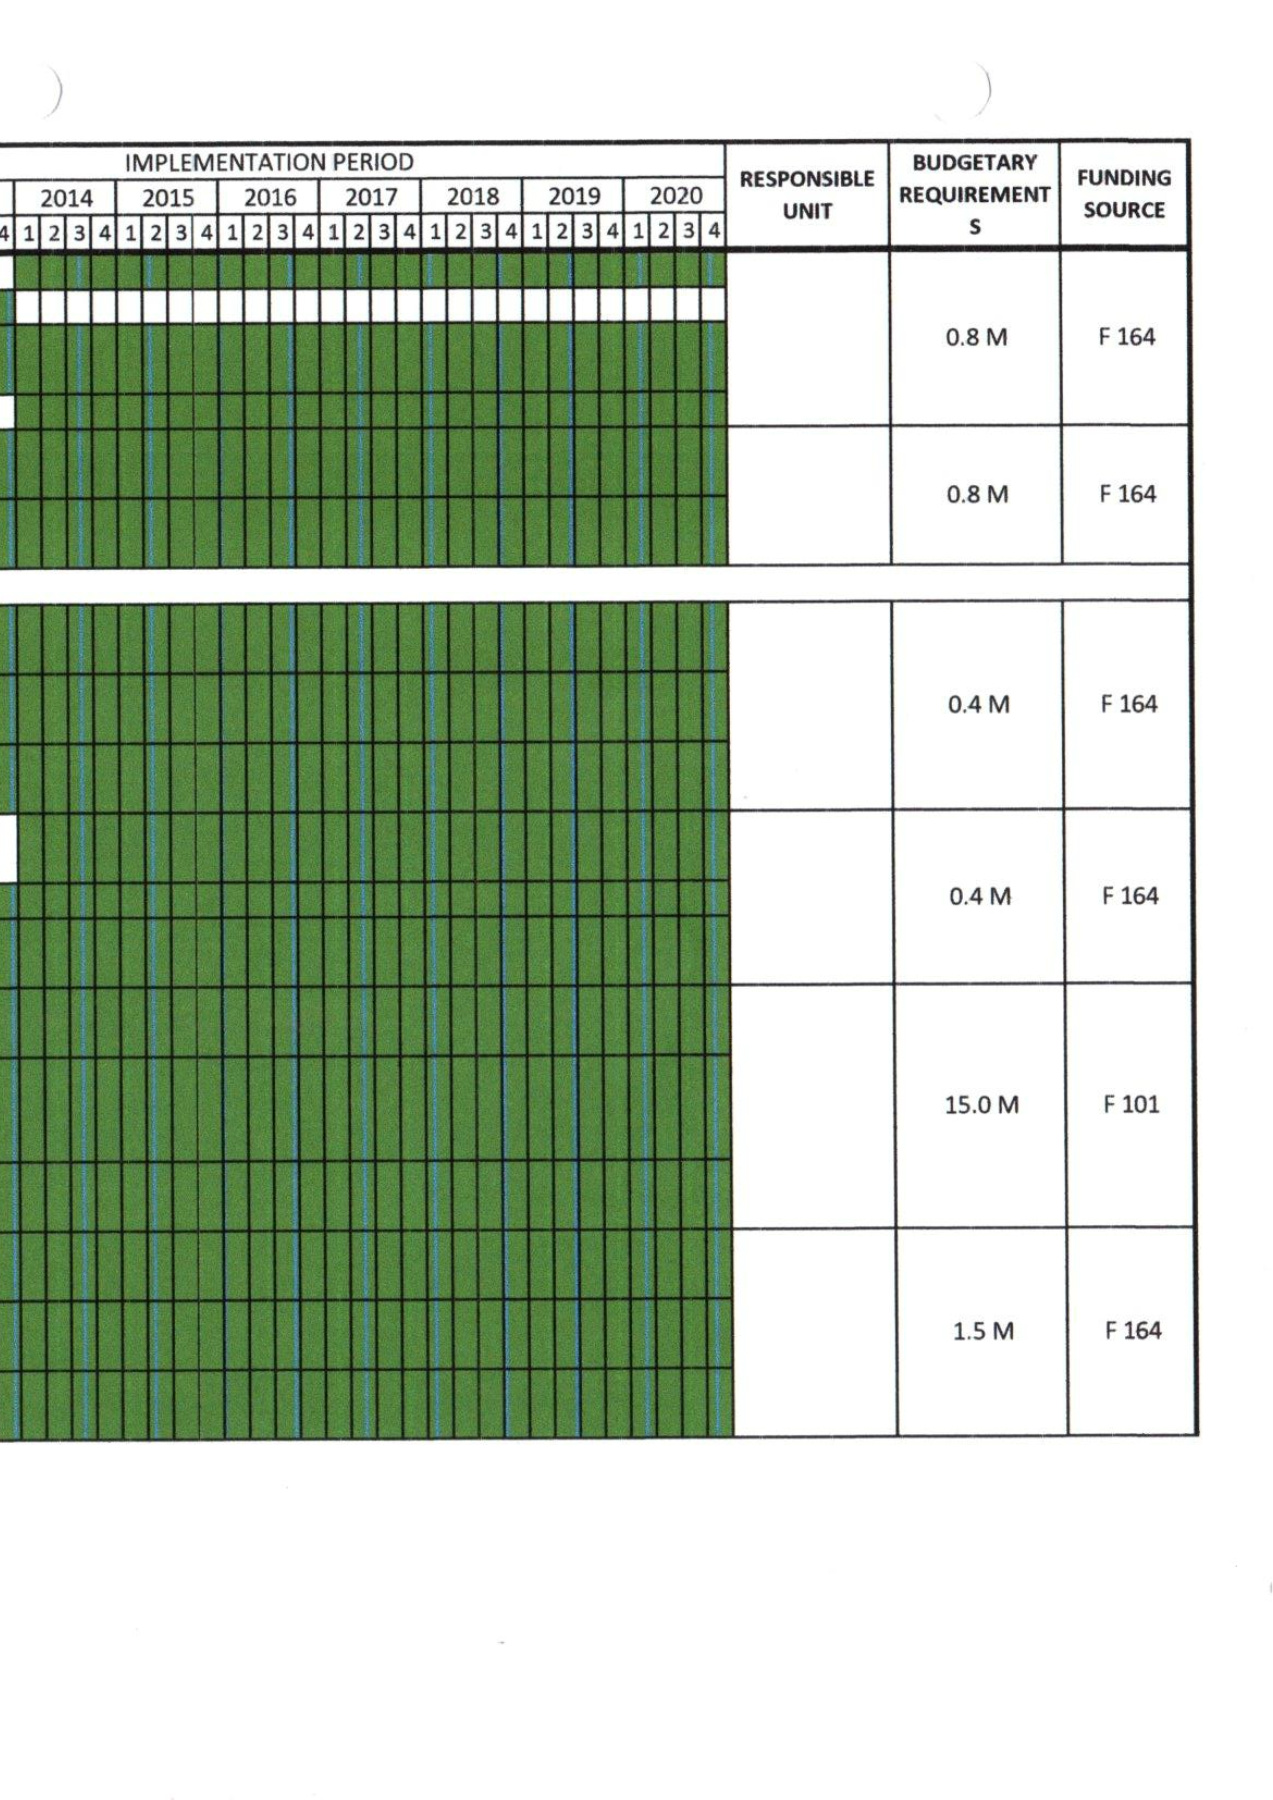 IMPLEMENTATION PERIOD
RESPONSIBLE
UNIT
BUDGETARY
REQUIREMENT
S
FUNDING
SOURCE
2014 2015 2016 2017 2018 2019 2020
4 1 2 3 4 1 2 3 4 1 2 3 4 1 2 3 4 1 2 3 4 1 2 3 4 1 2 3 4
0.8 M F 164
0.8 M F 164
0.4 M F 164
0.4 M F 164
15.0 M F 101
1.5 M F 164